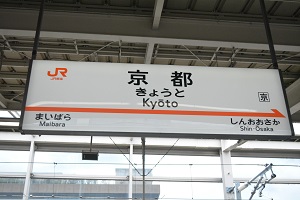 JR
京都
きょうと
Kyōto
京
まいばら
Maibara
しんおおさか
Shin-Ōsaka